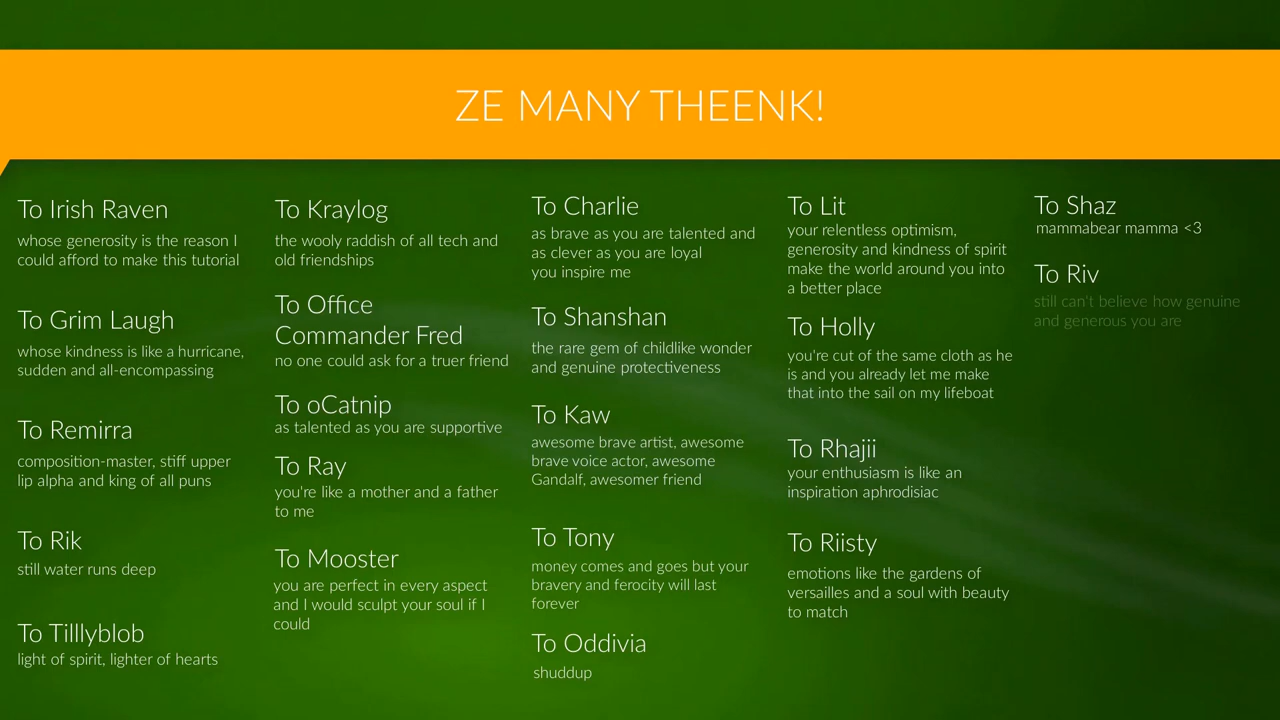 ZE MANY THEENK!
To Irish Raven
whose generosity is the reason I
could afford to make this tutorial
To Grim Laugh
whose kindness is like a hurricane,
sudden and all-encompassing
To Remirra
composition-master, stiff upper
lip alpha and king of all puns
To Rik
still water runs deep
To Tilllyblob
light of spirit, lighter of hearts
To Kraylog
the wooly raddish of all tech and
old friendships
To Office
Commander Fred
no one could ask for a truer friend
To oCatnip
as talented as you are supportive
To Ray
you're like a mother and a father
to me
To Mooster
you are perfect in every aspect
and I would sculpt your soul if I
could
To Charlie
as brave as you are talented and
as clever as you are loyal
you inspire me
To Shanshan
the rare gem of childlike wonder
and genuine protectiveness
To Kaw
awesome brave artist, awesome
brave voice actor, awesome
Gandalf, awesomer friend
To Tony
money comes and goes but your
bravery and ferocity will last
forever
To Oddivia
shuddup
To Lit
your relentless optimism,
generosity and kindness of spirit
make the world around you into
a better place
To Holly
you're cut of the same cloth as he
is and you already let me make
that into the sail on my lifeboat
To Rhajii
your enthusiasm is like an
inspiration aphrodisiac
To Riisty
emotions like the gardens of
versailles and a soul with beauty
to match
To Shaz
mammabear mamma <3
To Riv
still can't believe how genuine
and generous you are